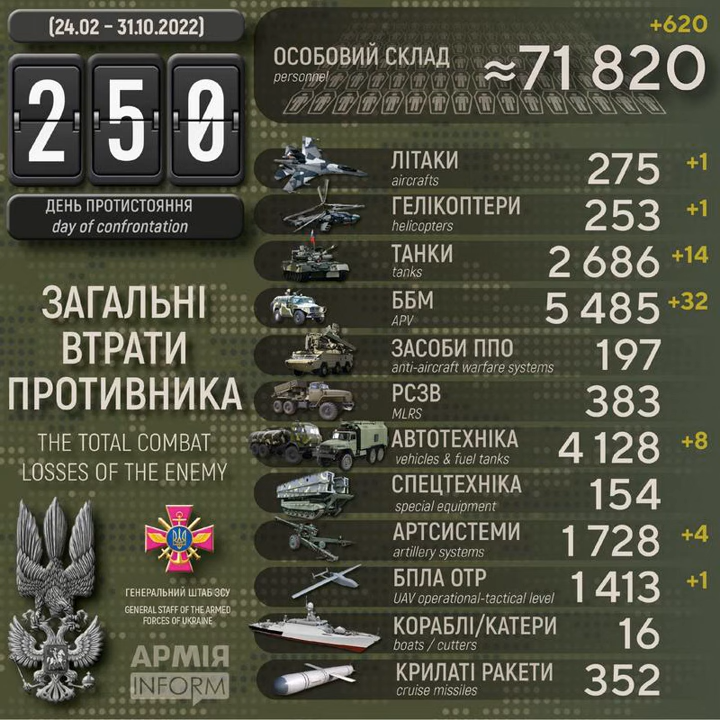 (24.02 – 31.10.2022)
250
ДЕНЬ ПРОТИСТОЯННЯ
day of confrontation
ЗАГАЛЬНІ
ВТРАТИ
ПРОТИВНИКА
THE TOTAL COMBAT
LOSSES OF THE ENEMY
ГЕНЕРАЛЬНИЙ ШТАБ ЗСУ
GENERAL STAFF OF THE ARMED
FORCES OF UKRAINE
АРМІЯ
INFORM
+620
ОСОБОВИЙ СКЛАД ≈71 820
personnel
ЛІТАКИ 275 +1
aircrafts
ГЕЛІКОПТЕРИ 253 +1
helicopters
ТАНКИ 2 686 +14
tanks
ББМ 5 485 +32
APV
ЗАСОБИ ППО 197
anti-aircraft warfare systems
РСЗВ 383
MLRS
АВТОТЕХНІКА 4 128 +8
vehicles & fuel tanks
СПЕЦТЕХНІКА 154
special equipment
АРТСИСТЕМИ 1 728 +4
artillery systems
БПЛА ОТР 1 413 +1
UAV operational-tactical level
КОРАБЛІ/КАТЕРИ 16
boats / cutters
КРИЛАТІ РАКЕТИ 352
cruise missiles